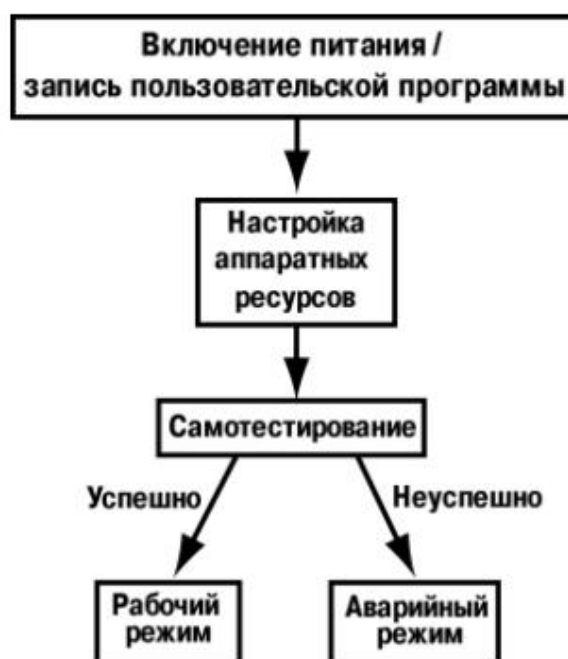 Включение питания /
запись пользовательской программы
Настройка
аппаратных
ресурсов
Самотестирование
Успешно
Неуспешно
Рабочий
режим
Аварийный
режим